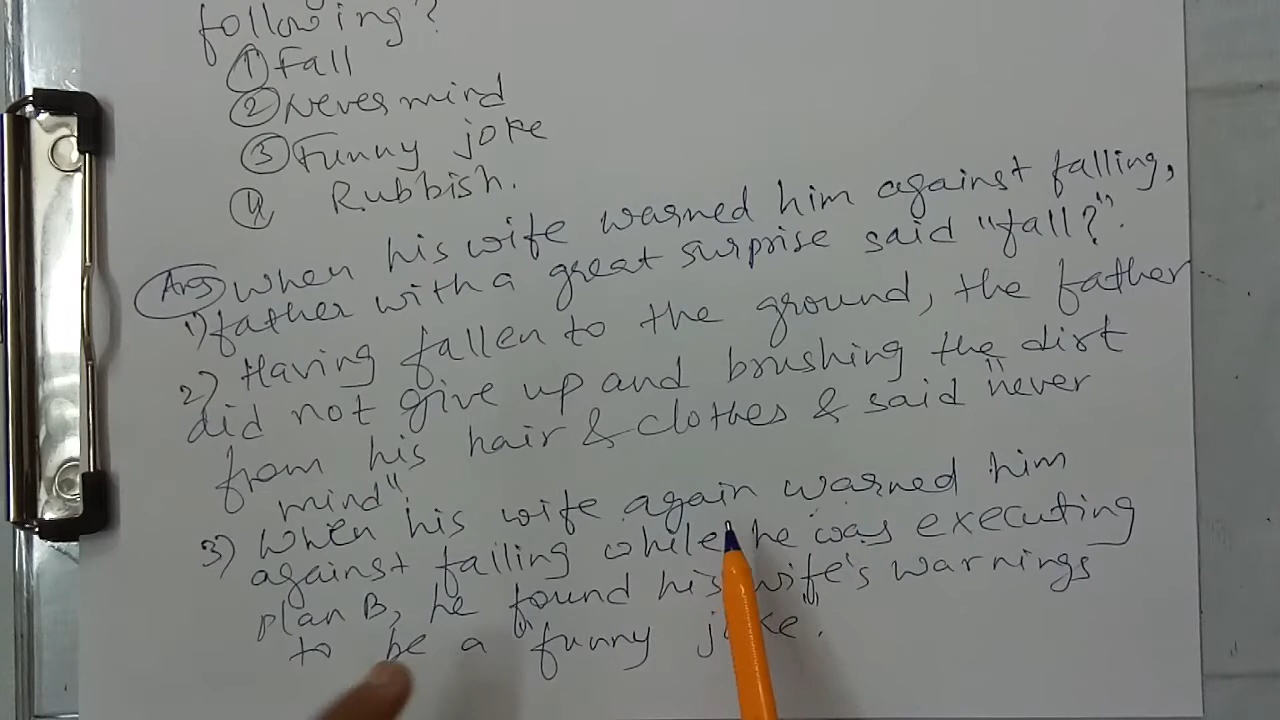 following?
① Fall
② Never mind
③ Funny joke
④ Rubbish.
Ans when his wife warned him against falling,
1) father with a great surprise said "fall?".
2) Having fallen to the ground, the father
did not give up and brushing the dirt
from his hair & clothes & said "never
mind".
3) When his wife again warned him
against falling while he was executing
plan B, he found his wife's warnings
to be a "funny joke".